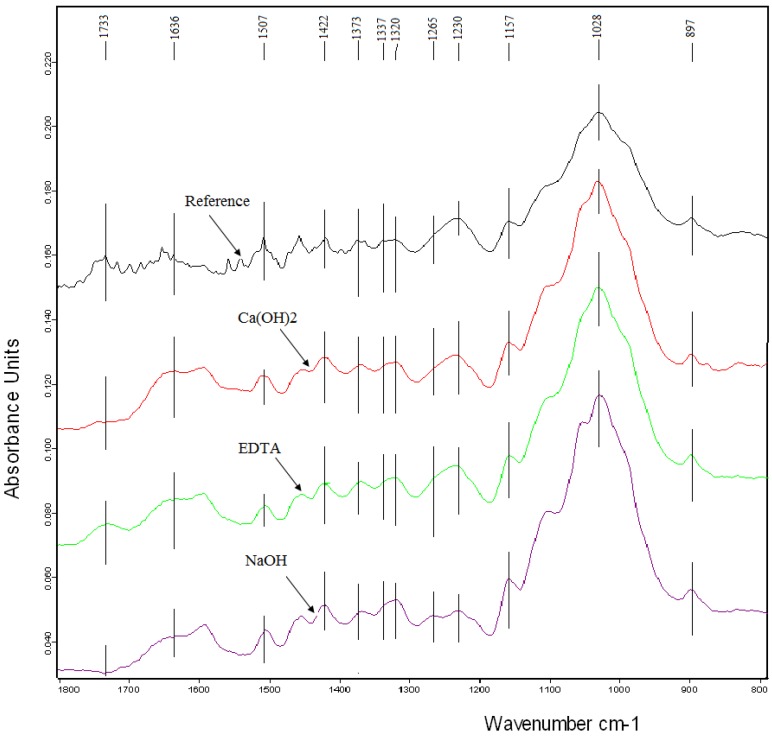 1733 1636 1507 1422 1373 1337 1320 1265 1230 1157 1028 897
0.220
0.200
0.180
Reference
0.160
Ca(OH)2
0.140
0.120
EDTA
0.100
0.080
NaOH
0.060
0.040
Absorbance Units
1800 1700 1600 1500 1400 1300 1200 1100 1000 900 800
Wavenumber cm-1